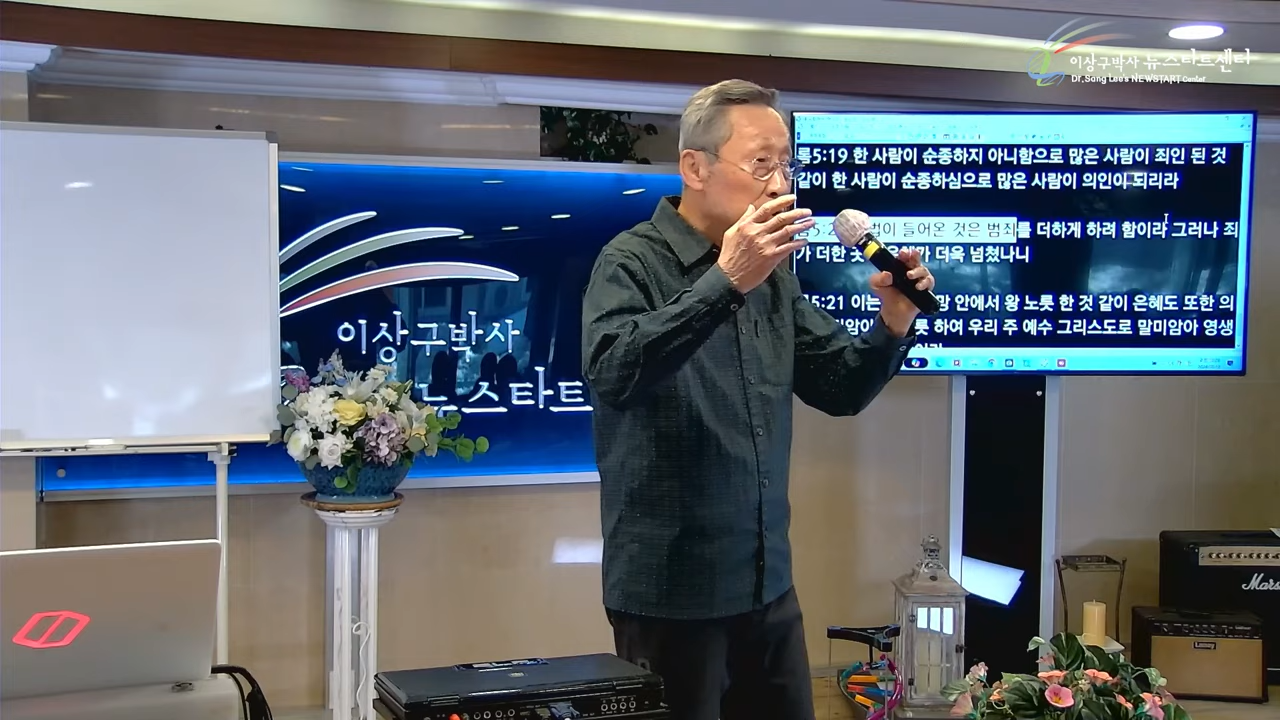 이상구박사 뉴스타트센터
Dr. Sang Lee's NEWSTART Center
롬5:19 한 사람이 순종하지 아니함으로 많은 사람이 죄인 된 것
같이 한 사람이 순종하심으로 많은 사람이 의인이 되리라
들어온 것은 범죄를 더하게 하려 함이라 그러나 죄
가 더한 더욱 넘쳤나니
5:21 이는 안에서 왕 노릇 한 것 같이 은혜도 또한 의
하여 우리 주 예수 그리스도로 말미암아 영생
이상구박사
뉴스타트
Mars
Laney